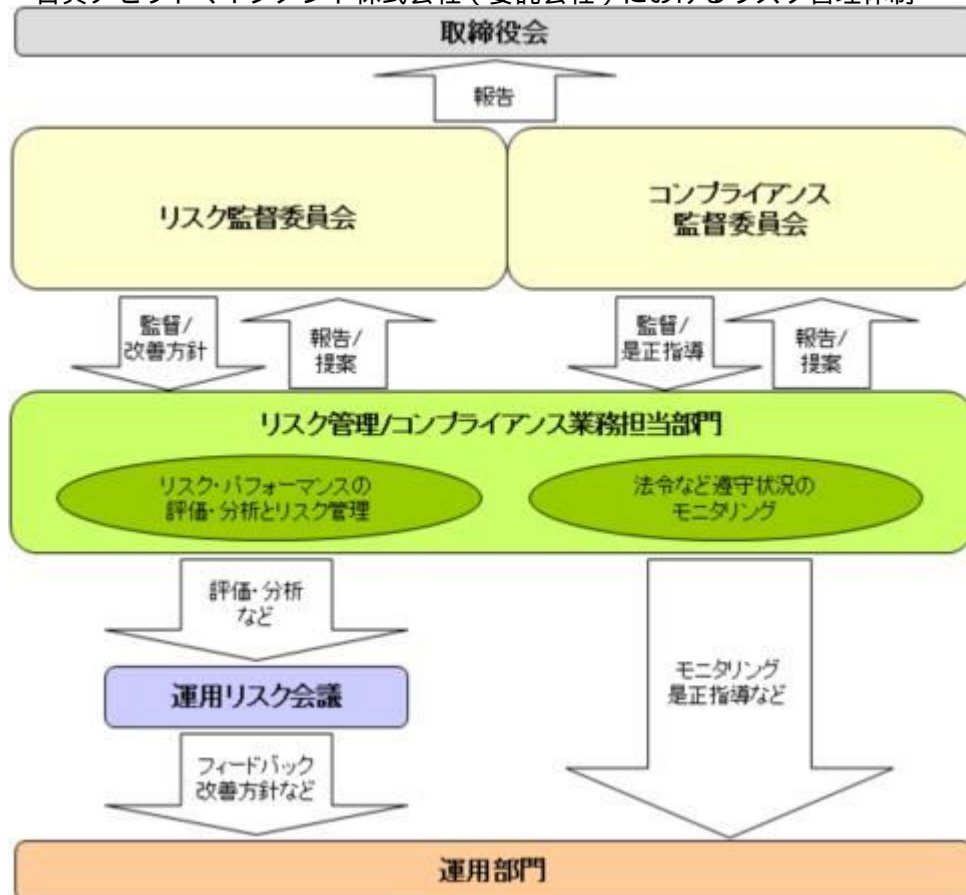 取締役会
報告
リスク監督委員会
コンプライアンス
監督委員会
監督/
改善方針
報告/
提案
監督/
是正指導
報告/
提案
リスク管理/コンプライアンス業務担当部門
リスク・パフォーマンスの
評価・分析とリスク管理
法令など遵守状況の
モニタリング
評価・分析
など
運用リスク会議
モニタリング
是正指導など
フィードバック
改善方針など
運用部門